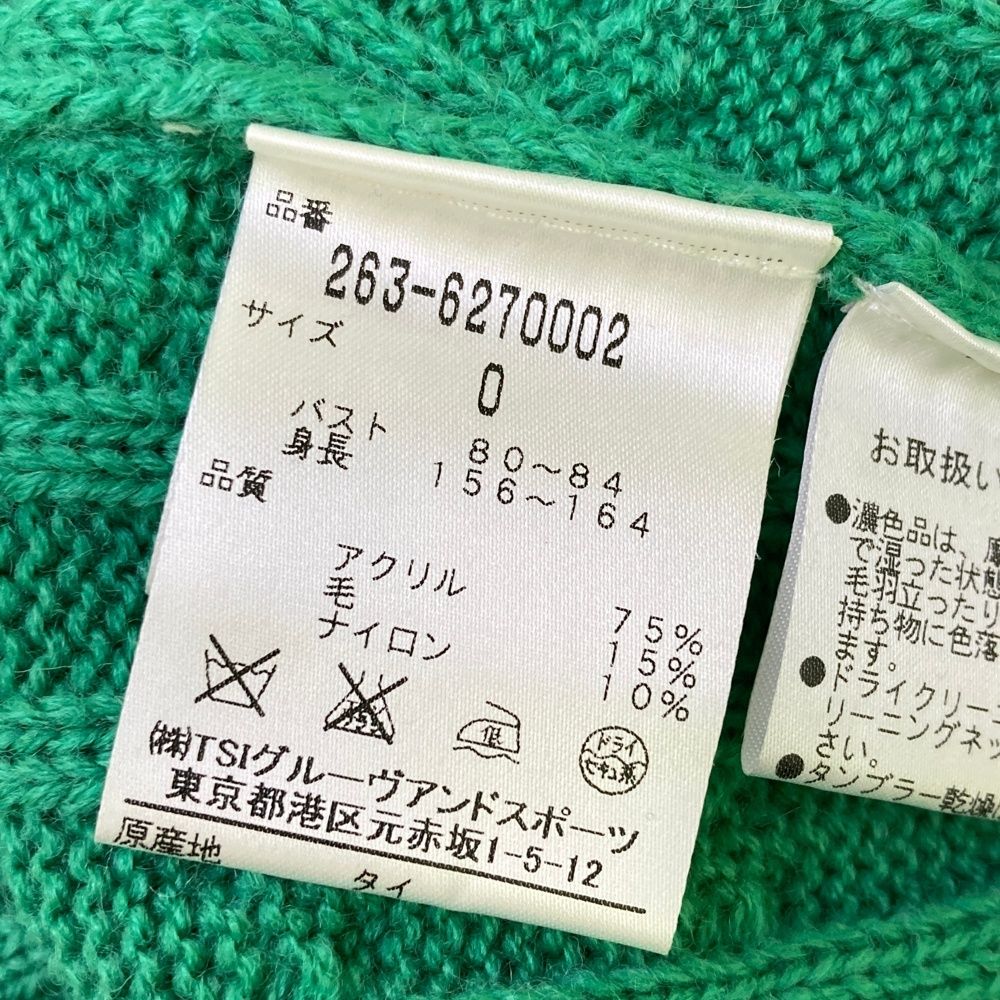 品番
263-6270002
サイズ
0
バスト 80～84
身長 156～164
品質
アクリル 75%
毛 15%
ナイロン 10%
低
ドライ
セキユ系
㈱TSIグルーヴアンドスポーツ
東京都港区元赤坂1-5-12
原産地
タイ
お取扱い
●濃色品は、
で湿った状態
毛羽立ったり
持ち物に色落
ます。
●ドライクリー
リーニングネッ
さい。
●タンブラー乾燥